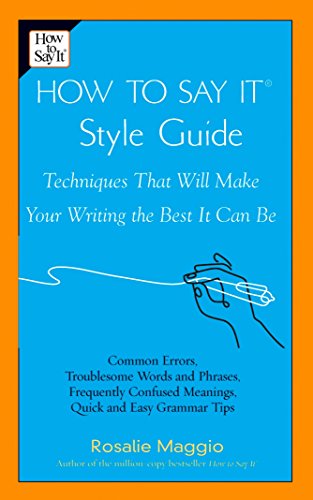 How
to
Say It®
HOW TO SAY IT®
Style Guide
Techniques That Will Make
Your Writing the Best It Can Be
Common Errors,
Troublesome Words and Phrases,
Frequently Confused Meanings,
Quick and Easy Grammar Tips
Rosalie Maggio
Author of the million-copy bestseller How to Say It®